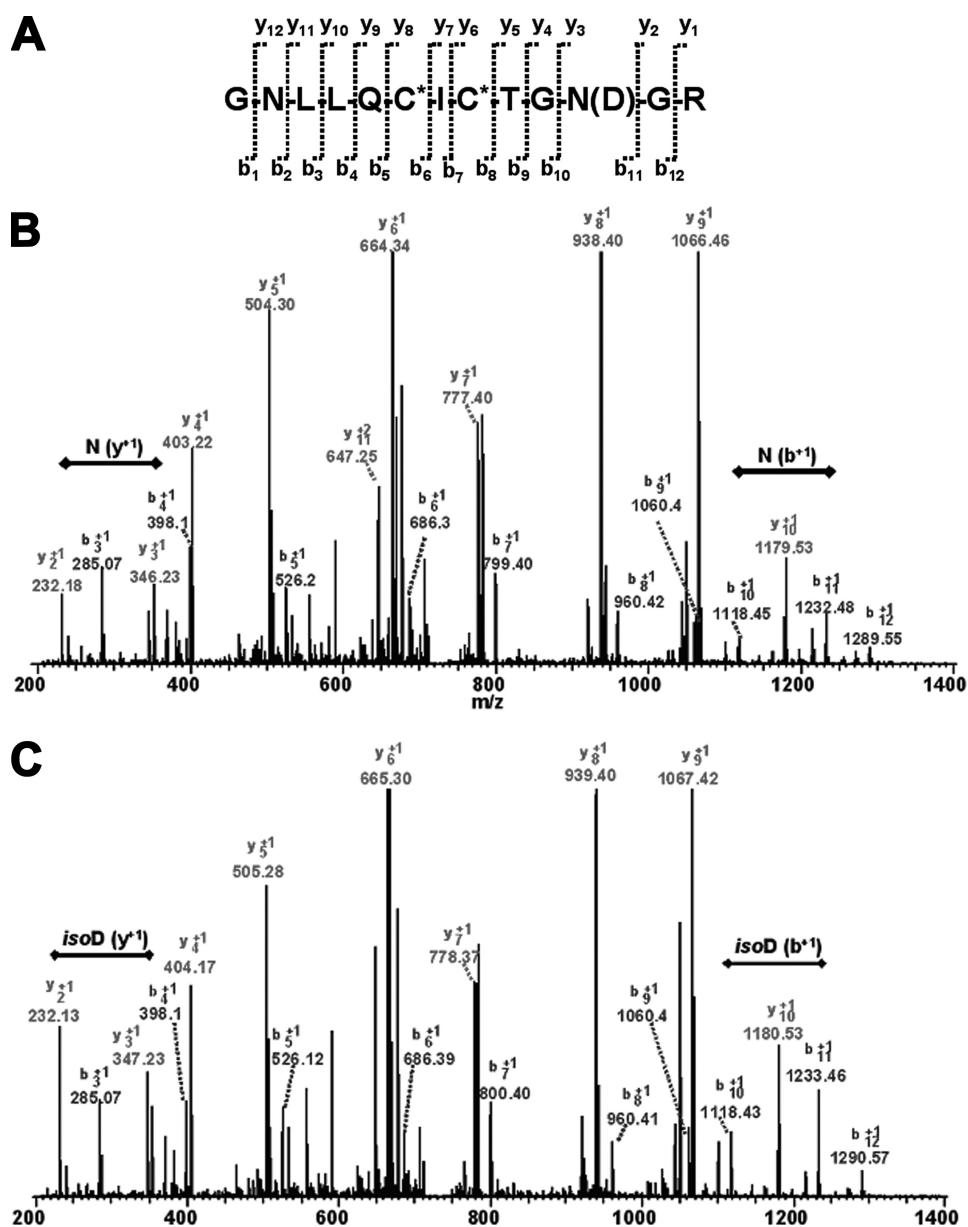 A
y12 y11 y10 y9 y8 y7 y6 y5 y4 y3 y2 y1
G-N-L-L-Q-C*-I-C*-T-G-N(D)-G-R
b1 b2 b3 b4 b5 b6 b7 b8 b9 b10 b11 b12
B
y6+1
664.34
y8+1
938.40
y9+1
1066.46
y5+1
504.30
y7+1
777.40
y4+1
403.22
y11+2
647.25
N (y+1)
N (b+1)
b4+1
398.1
b6+1
686.3
b9+1
1060.4
y10+1
1179.53
y2+1
232.18
b3+1
285.07
y3+1
346.23
b5+1
526.2
b7+1
799.40
b8+1
960.42
b10+1
1118.45
b11+1
1232.48
b12+1
1289.55
200 400 600 800 1000 1200 1400
m/z
C
y6+1
665.30
y8+1
939.40
y9+1
1067.42
y5+1
505.28
isoD (y+1)
y4+1
404.17
y7+1
778.37
isoD (b+1)
y2+1
232.13
b4+1
398.1
b9+1
1060.4
y10+1
1180.53
y3+1
347.23
b5+1
526.12
b6+1
686.39
b11+1
1233.46
b3+1
285.07
b7+1
800.40
b8+1
960.41
b10+1
1118.43
b12+1
1290.57
200 400 600 800 1000 1200 1400